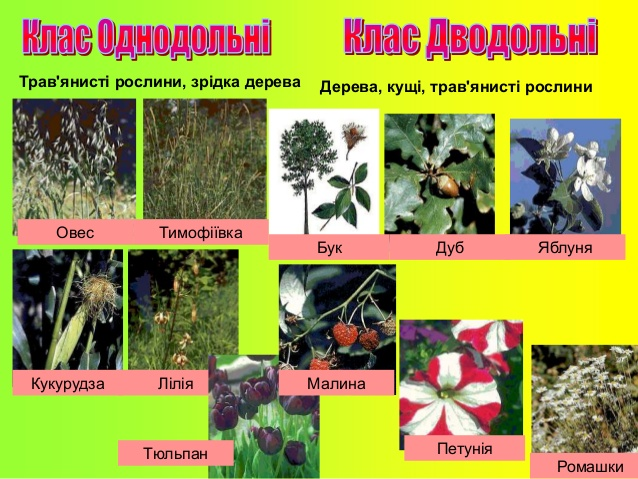 Клас Однодольні
Клас Дводольні
Трав'янисті рослини, зрідка дерева
Дерева, кущі, трав'янисті рослини
Овес
Тимофіївка
Бук
Дуб
Яблуня
Кукурудза
Лілія
Малина
Тюльпан
Петунія
Ромашки